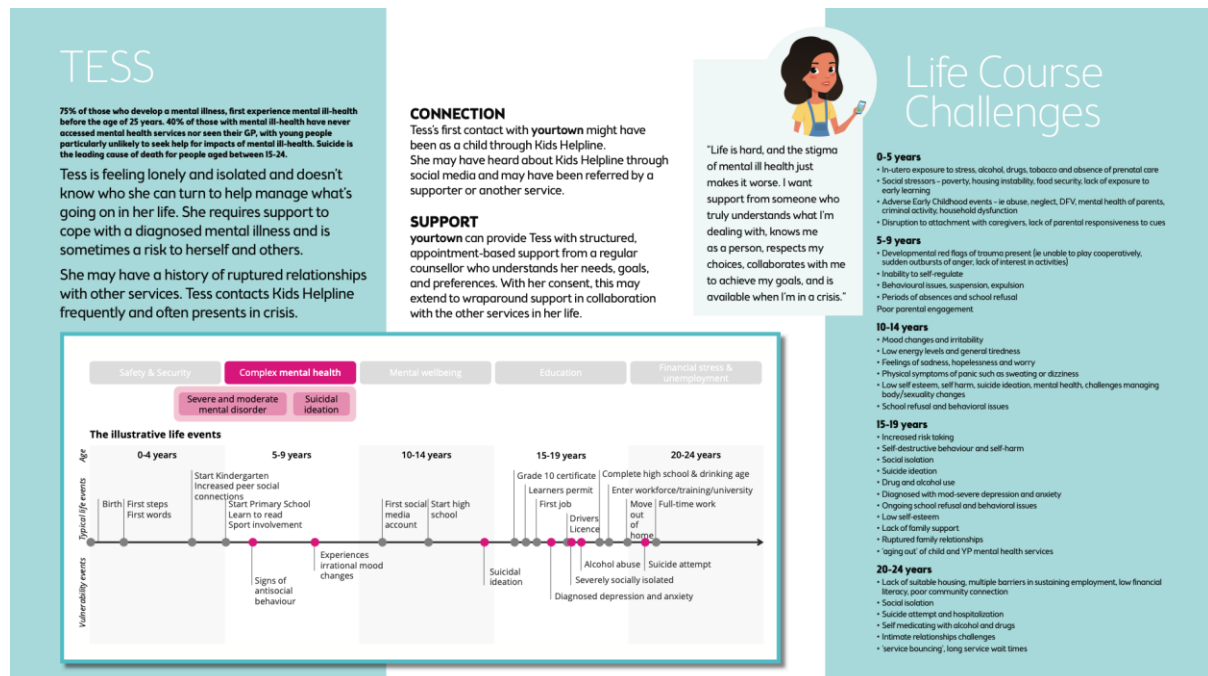 TESS
75% of those who develop a mental illness, first experience mental ill-health
before the age of 25 years. 40% of those with mental ill-health have never
accessed mental health services nor seen their GP, with young people
particularly unlikely to seek help for impacts of mental ill-health. Suicide is
the leading cause of death for people aged between 15-24.
Tess is feeling lonely and isolated and doesn't
know who she can turn to help manage what's
going on in her life. She requires support to
cope with a diagnosed mental illness and is
sometimes a risk to herself and others.
She may have a history of ruptured relationships
with other services. Tess contacts Kids Helpline
frequently and often presents in crisis.
CONNECTION
Tess's first contact with yourtown might have
been as a child through Kids Helpline.
She may have heard about Kids Helpline through
social media and may have been referred by a
supporter or another service.
SUPPORT
yourtown can provide Tess with structured,
appointment-based support from a regular
counsellor who understands her needs, goals,
and preferences. With her consent, this may
extend to wraparound support in collaboration
with the other services in her life.
"Life is hard, and the stigma
of mental ill health just
makes it worse. I want
support from someone who
truly understands what I'm
dealing with, knows me
as a person, respects my
choices, collaborates with me
to achieve my goals, and is
available when I'm in a crisis."
Safety & Security
Complex mental health
Mental wellbeing
Education
Financial stress &
unemployment
Severe and moderate
mental disorder
Suicidal
ideation
The illustrative life events
Age
0-4 years
5-9 years
10-14 years
15-19 years
20-24 years
Typical life events
Birth
First steps
First words
Start Kindergarten
Increased peer social
connections
Start Primary School
Learn to read
Sport involvement
First social
media
account
Start high
school
Grade 10 certificate
Learners permit
First job
Drivers
Licence
Complete high school & drinking age
Enter workforce/training/university
Move
out
of
home
Full-time work
Vulnerability events
Signs of
antisocial
behaviour
Experiences
irrational mood
changes
Suicidal
ideation
Alcohol abuse
Suicide attempt
Severely socially isolated
Diagnosed depression and anxiety
Life Course
Challenges
0-5 years
• In-utero exposure to stress, alcohol, drugs, tobacco and absence of prenatal care
• Social stressors - poverty, housing instability, food security, lack of exposure to
early learning
• Adverse Early Childhood events - ie abuse, neglect, DFV, mental health of parents,
criminal activity, household dysfunction
• Disruption to attachment with caregivers, lack of parental responsiveness to cues
5-9 years
• Developmental red flags of trauma present (ie unable to play cooperatively,
sudden outbursts of anger, lack of interest in activities)
• Inability to self-regulate
• Behavioural issues, suspension, expulsion
• Periods of absences and school refusal
Poor parental engagement
10-14 years
• Mood changes and irritability
• Low energy levels and general tiredness
• Feelings of sadness, hopelessness and worry
• Physical symptoms of panic such as sweating or dizziness
• Low self esteem, self harm, suicide ideation, mental health, challenges managing
body/sexuality changes
• School refusal and behavioral issues
15-19 years
• Increased risk taking
• Self-destructive behaviour and self-harm
• Social isolation
• Suicide ideation
• Drug and alcohol use
• Diagnosed with mod-severe depression and anxiety
• Ongoing school refusal and behavioral issues
• Low self-esteem
• Lack of family support
• Ruptured family relationships
• 'aging out' of child and YP mental health services
20-24 years
• Lack of suitable housing, multiple barriers in sustaining employment, low financial
literacy, poor community connection
• Social isolation
• Suicide attempt and hospitalization
• Self medicating with alcohol and drugs
• Intimate relationships challenges
• 'service bouncing', long service wait times